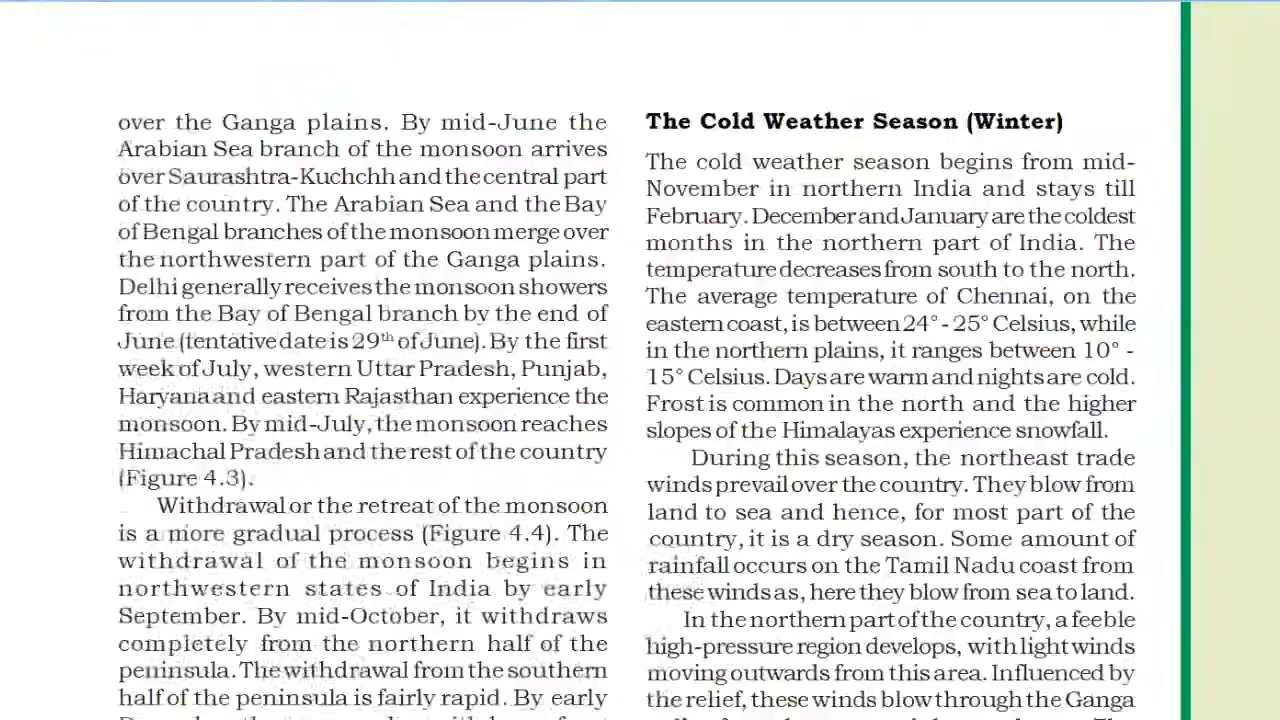 over the Ganga plains. By mid-June the
Arabian Sea branch of the monsoon arrives
over Saurashtra-Kuchchh and the central part
of the country. The Arabian Sea and the Bay
of Bengal branches of the monsoon merge over
the northwestern part of the Ganga plains.
Delhi generally receives the monsoon showers
from the Bay of Bengal branch by the end of
June (tentative date is 29th of June). By the first
week of July, western Uttar Pradesh, Punjab,
Haryana and eastern Rajasthan experience the
monsoon. By mid-July, the monsoon reaches
Himachal Pradesh and the rest of the country
(Figure 4.3).
Withdrawal or the retreat of the monsoon
is a more gradual process (Figure 4.4). The
withdrawal of the monsoon begins in
northwestern states of India by early
September. By mid-October, it withdraws
completely from the northern half of the
peninsula. The withdrawal from the southern
half of the peninsula is fairly rapid. By early
The Cold Weather Season (Winter)
The cold weather season begins from mid-
November in northern India and stays till
February. December and January are the coldest
months in the northern part of India. The
temperature decreases from south to the north.
The average temperature of Chennai, on the
eastern coast, is between 24° - 25° Celsius, while
in the northern plains, it ranges between 10° -
15° Celsius. Days are warm and nights are cold.
Frost is common in the north and the higher
slopes of the Himalayas experience snowfall.
During this season, the northeast trade
winds prevail over the country. They blow from
land to sea and hence, for most part of the
country, it is a dry season. Some amount of
rainfall occurs on the Tamil Nadu coast from
these winds as, here they blow from sea to land.
In the northern part of the country, a feeble
high-pressure region develops, with light winds
moving outwards from this area. Influenced by
the relief, these winds blow through the Ganga